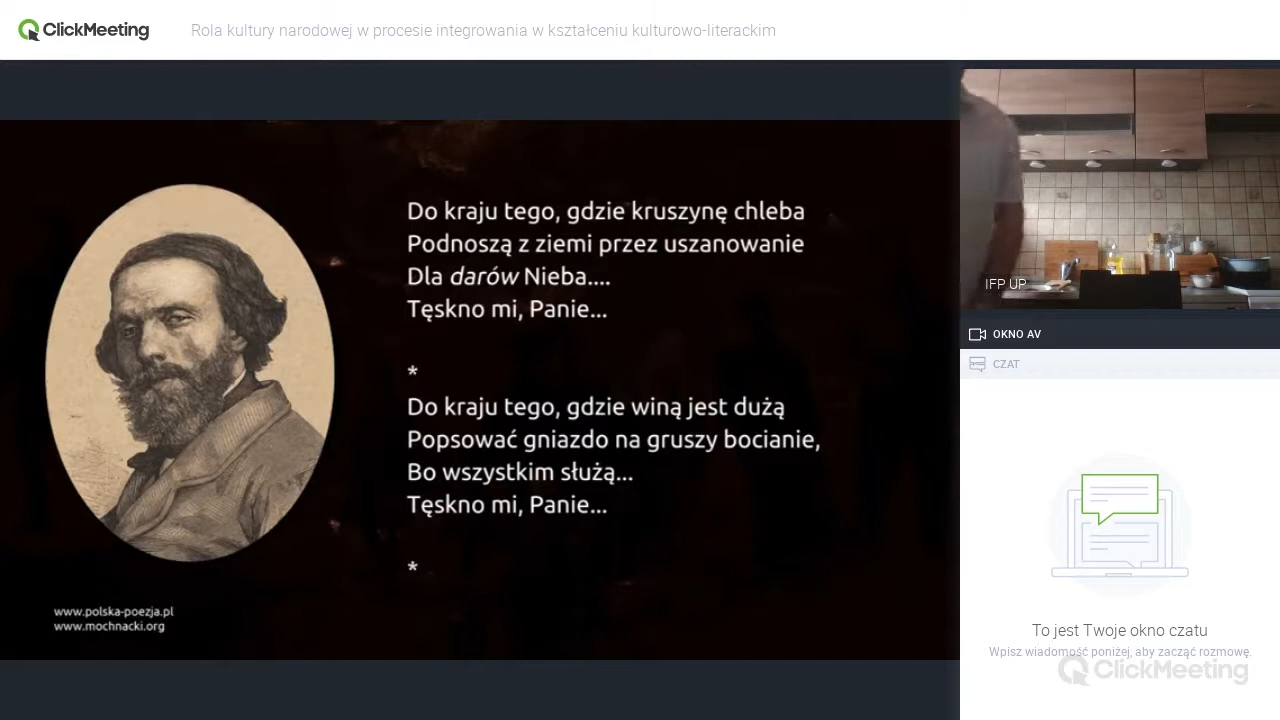 ClickMeeting
Rola kultury narodowej w procesie integrowania w kształceniu kulturowo-literackim
Do kraju tego, gdzie kruszynę chleba
Podnoszą z ziemi przez uszanowanie
Dla darów Nieba....
Tęskno mi, Panie...
*
Do kraju tego, gdzie winą jest dużą
Popsować gniazdo na gruszy bocianie,
Bo wszystkim służą...
Tęskno mi, Panie...
*
www.polska-poezja.pl
www.mochnacki.org
IFP UP
OKNO AV
CZAT
To jest Twoje okno czatu
Wpisz wiadomość poniżej, aby zacząć rozmowę.
ClickMeeting